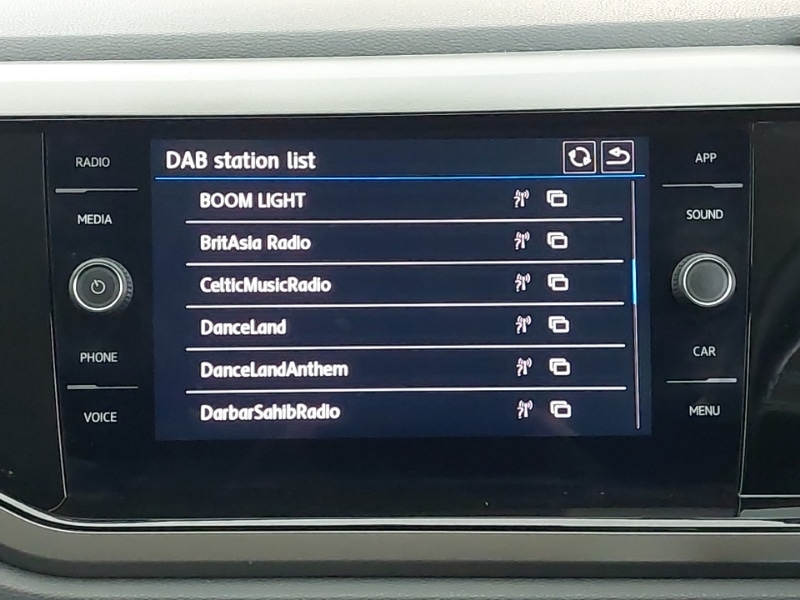 RADIO
MEDIA
PHONE
VOICE
DAB station list
BOOM LIGHT
BritAsia Radio
CelticMusicRadio
DanceLand
DanceLandAnthem
DarbarSahibRadio
APP
SOUND
CAR
MENU